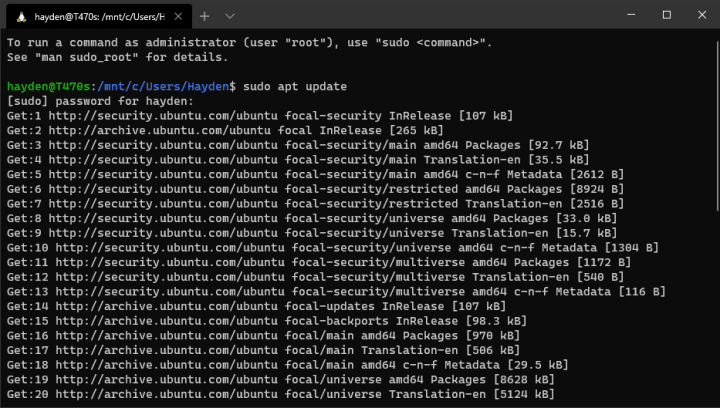 hayden@T470s: /mnt/c/Users/H
To run a command as administrator (user "root"), use "sudo <command>".
See "man sudo_root" for details.
hayden@T470s:/mnt/c/Users/Hayden$ sudo apt update
[sudo] password for hayden:
Get:1 http://security.ubuntu.com/ubuntu focal-security InRelease [107 kB]
Get:2 http://archive.ubuntu.com/ubuntu focal InRelease [265 kB]
Get:3 http://security.ubuntu.com/ubuntu focal-security/main amd64 Packages [92.7 kB]
Get:4 http://security.ubuntu.com/ubuntu focal-security/main Translation-en [35.5 kB]
Get:5 http://security.ubuntu.com/ubuntu focal-security/main amd64 c-n-f Metadata [2612 B]
Get:6 http://security.ubuntu.com/ubuntu focal-security/restricted amd64 Packages [8924 B]
Get:7 http://security.ubuntu.com/ubuntu focal-security/restricted Translation-en [2516 B]
Get:8 http://security.ubuntu.com/ubuntu focal-security/universe amd64 Packages [33.0 kB]
Get:9 http://security.ubuntu.com/ubuntu focal-security/universe Translation-en [15.7 kB]
Get:10 http://security.ubuntu.com/ubuntu focal-security/universe amd64 c-n-f Metadata [1304 B]
Get:11 http://security.ubuntu.com/ubuntu focal-security/multiverse amd64 Packages [1172 B]
Get:12 http://security.ubuntu.com/ubuntu focal-security/multiverse Translation-en [540 B]
Get:13 http://security.ubuntu.com/ubuntu focal-security/multiverse amd64 c-n-f Metadata [116 B]
Get:14 http://archive.ubuntu.com/ubuntu focal-updates InRelease [107 kB]
Get:15 http://archive.ubuntu.com/ubuntu focal-backports InRelease [98.3 kB]
Get:16 http://archive.ubuntu.com/ubuntu focal/main amd64 Packages [970 kB]
Get:17 http://archive.ubuntu.com/ubuntu focal/main Translation-en [506 kB]
Get:18 http://archive.ubuntu.com/ubuntu focal/main amd64 c-n-f Metadata [29.5 kB]
Get:19 http://archive.ubuntu.com/ubuntu focal/universe amd64 Packages [8628 kB]
Get:20 http://archive.ubuntu.com/ubuntu focal/universe Translation-en [5124 kB]